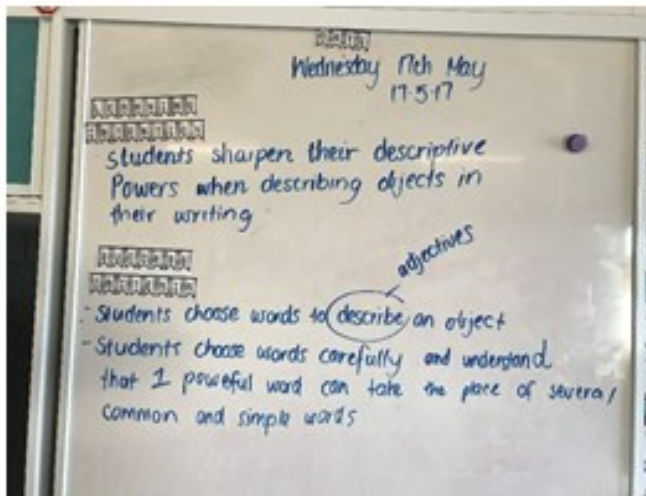 Wednesday 17th May
17.5.17
Students sharpen their descriptive
Powers when describing objects in
their writing
adjectives
- Students choose words to describe an object
- Students choose words carefully and understand
that 1 poweful word can take the place of several
common and simple words